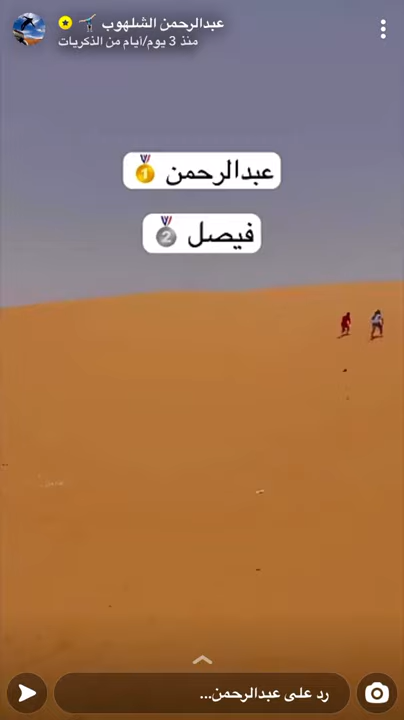 عبدالرحمن الشلهوب
منذ 3 يوم/أيام من الذكريات
عبدالرحمن 🥇
فيصل 🥈
رد على عبدالرحمن...